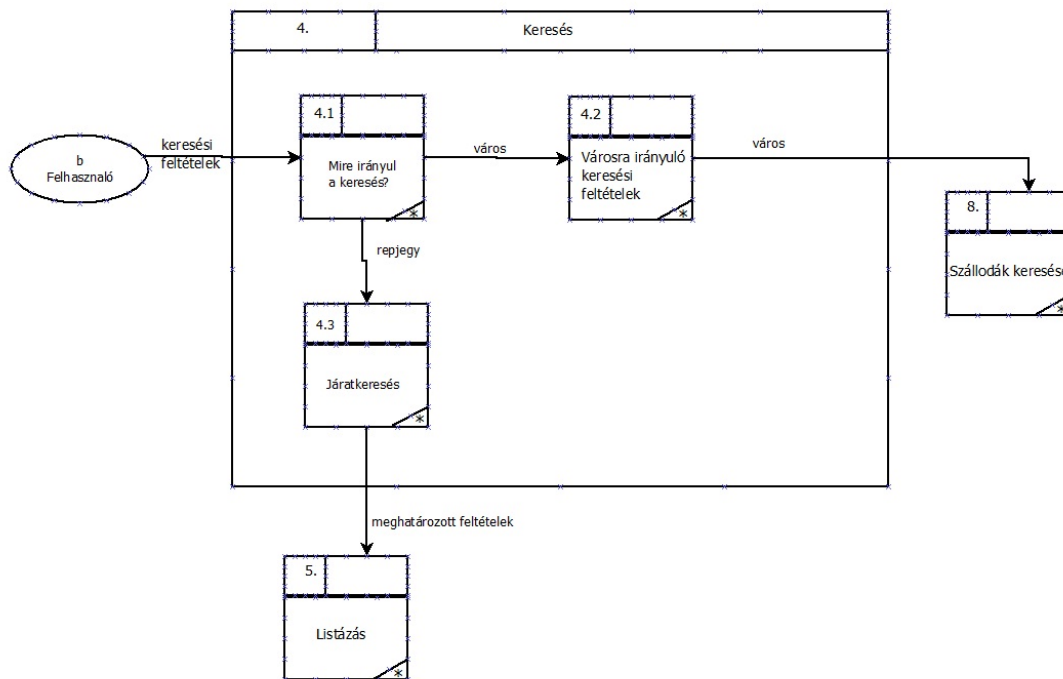 4.
Keresés
4.1
4.2
keresési
feltételek
város
város
b
Felhasznaló
Mire irányul
a keresés?
Városra irányuló
keresési
feltételek
*
*
8.
repjegy
Szállodák keresése
*
4.3
Járatkeresés
*
meghatározott feltételek
5.
Listázás
*